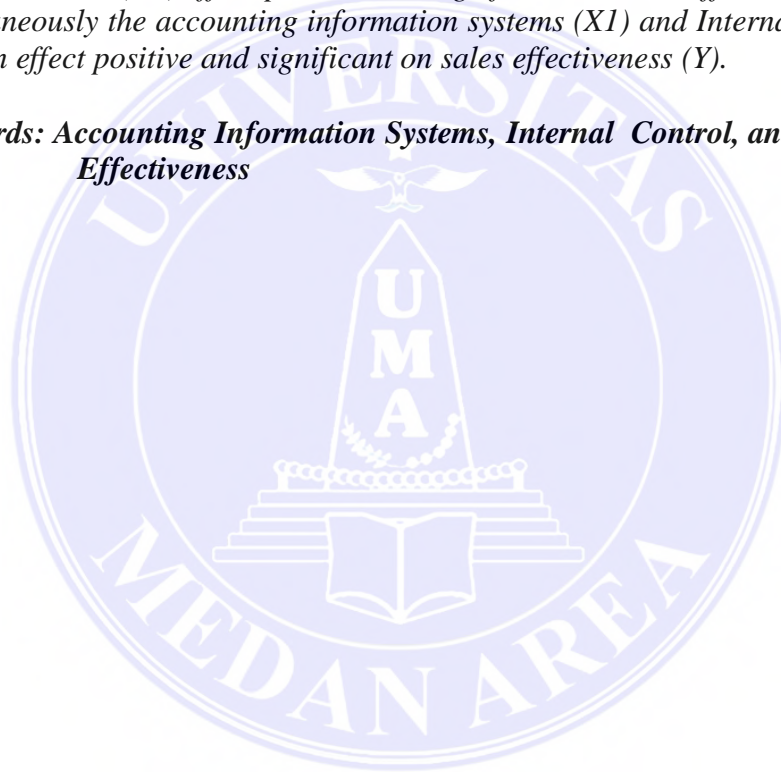 aneously the accounting information systems (X1) and Interna
n effect positive and significant on sales effectiveness (Y).
rds: Accounting Information Systems, Internal Control, an
Effectiveness
UNIVERSITAS
U
M
A
MEDAN AREA